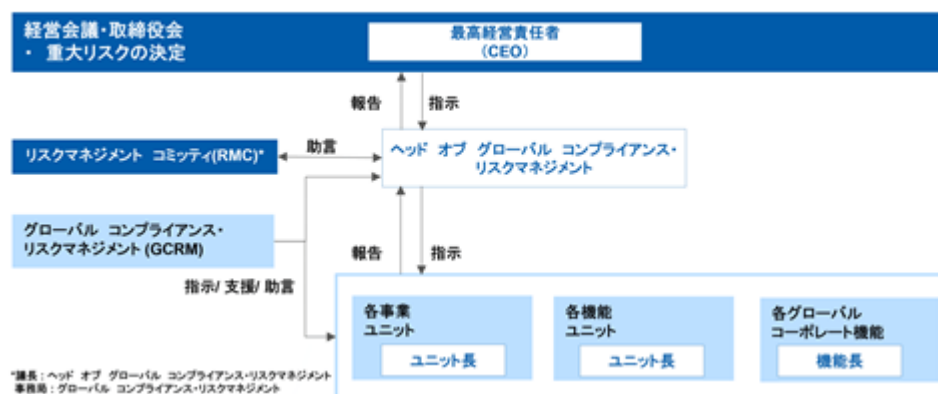 経営会議・取締役会
・ 重大リスクの決定
最高経営責任者
(CEO)
報告
指示
リスクマネジメント コミッティ(RMC)*
助言
ヘッド オブ グローバル コンプライアンス・
リスクマネジメント
グローバル コンプライアンス・
リスクマネジメント (GCRM)
報告
指示
指示/ 支援/ 助言
各事業
ユニット
ユニット長
各機能
ユニット
ユニット長
各グローバル
コーポレート機能
機能長
*議長：ヘッド オブ グローバル コンプライアンス・リスクマネジメント
事務局：グローバル コンプライアンス・リスクマネジメント